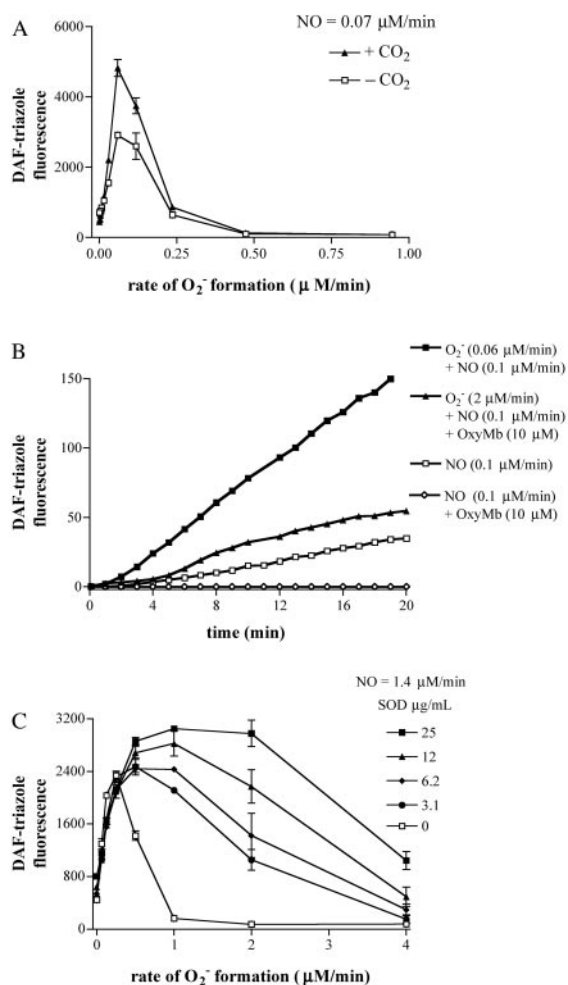 A
NO = 0.07 μM/min
+ CO₂
– CO₂
DAF-triazole
fluorescence
6000
4000
2000
0
0.00 0.25 0.50 0.75 1.00
rate of O₂⁻ formation ( μ M/min)
B
O₂⁻ (0.06 μM/min)
+ NO (0.1 μM/min)
O₂⁻ (2 μM/min)
+ NO (0.1 μM/min)
+ OxyMb (10 μM)
NO (0.1 μM/min)
NO (0.1 μM/min)
+ OxyMb (10 μM)
DAF-triazole
fluorescence
150
100
50
0
0 4 8 12 16 20
time (min)
C
NO = 1.4 μM/min
SOD μg/mL
25
12
6.2
3.1
0
DAF-triazole
fluorescence
3200
2400
1600
800
0
0 1 2 3 4
rate of O₂⁻ formation ( μM/min)